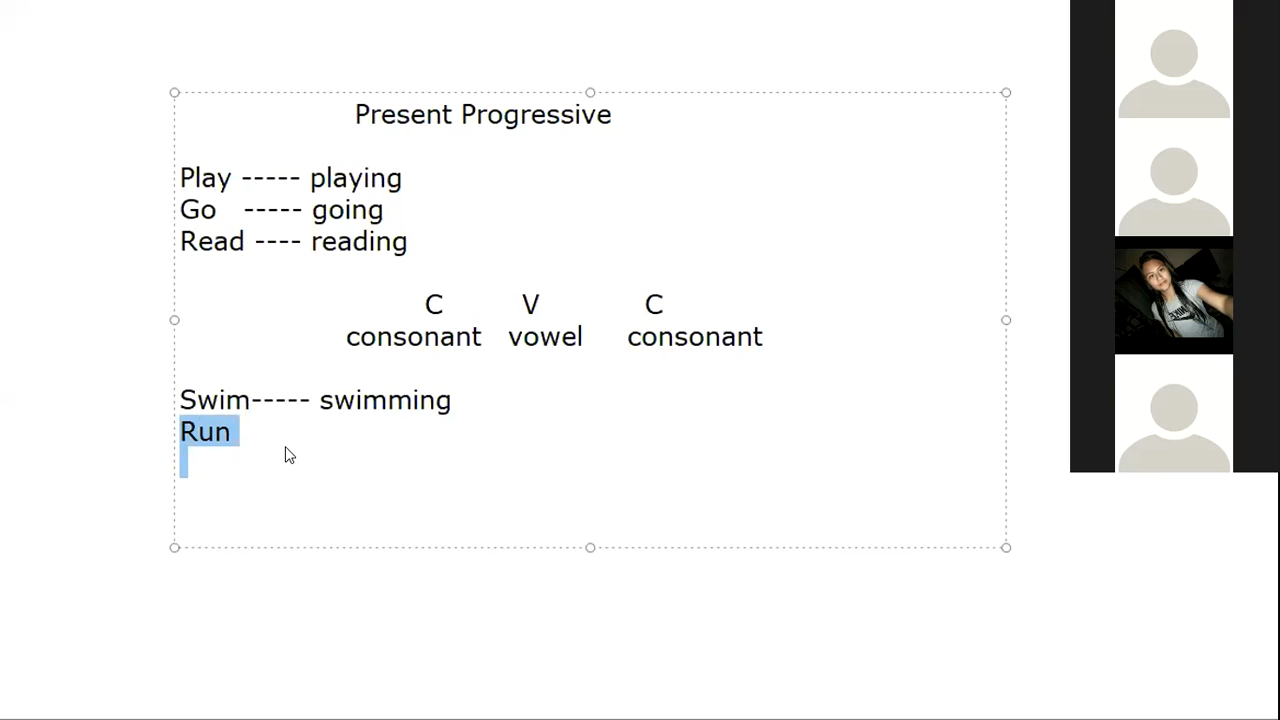 Present Progressive
Play ----- playing
Go ----- going
Read ---- reading
C V C
consonant vowel consonant
Swim----- swimming
Run